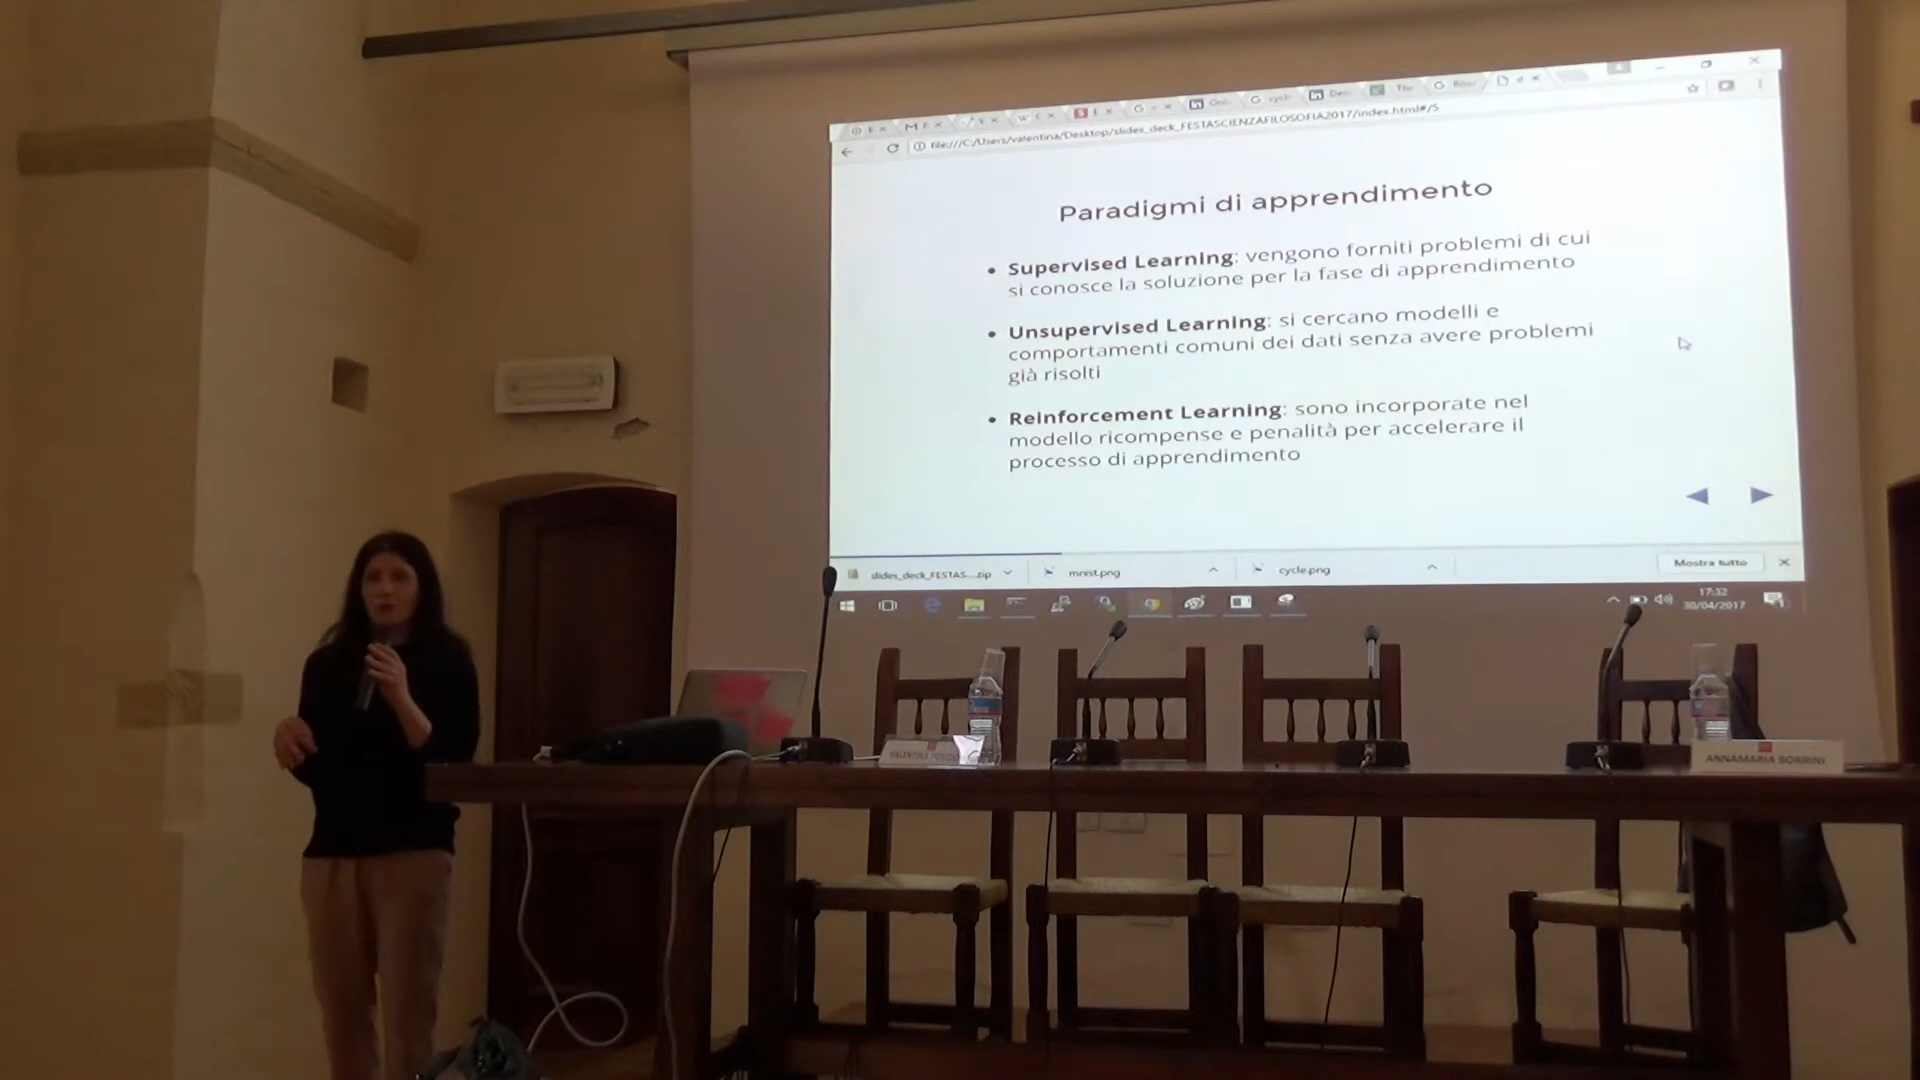 file:///C:/Users/valentina/Desktop/slides_deck_FESTASCIENZAFILOSOFIA2017/index.html#/5
Paradigmi di apprendimento
• Supervised Learning: vengono forniti problemi di cui
si conosce la soluzione per la fase di apprendimento
• Unsupervised Learning: si cercano modelli e
comportamenti comuni dei dati senza avere problemi
già risolti
• Reinforcement Learning: sono incorporate nel
modello ricompense e penalità per accelerare il
processo di apprendimento
slides_deck_FESTAS....zip
mnist.png
cycle.png
Mostra tutto
17:32
30/04/2017
ANNAMARIA